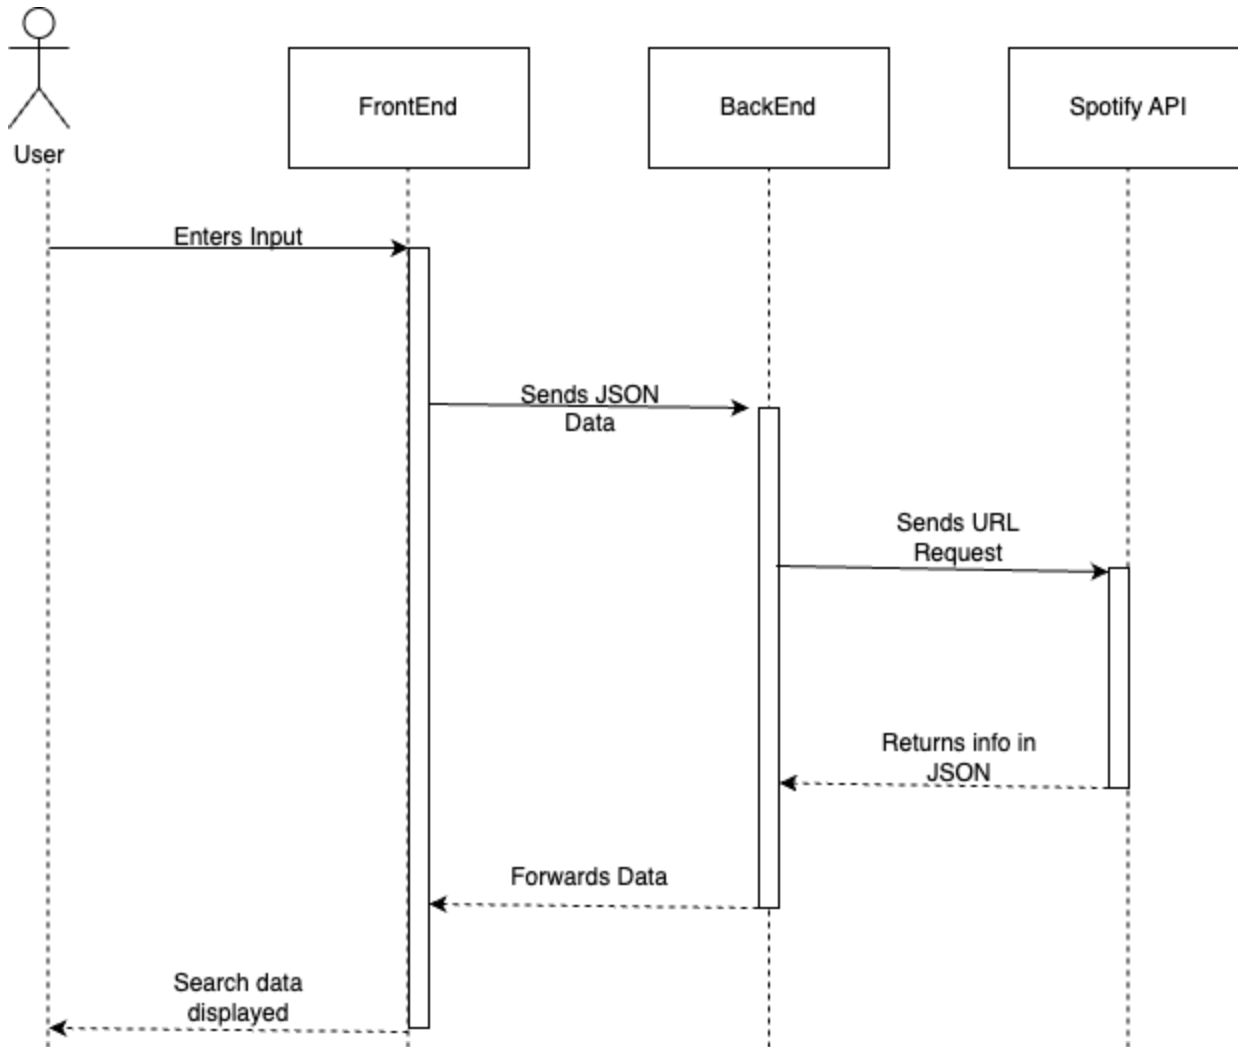 User
FrontEnd
BackEnd
Spotify API
Enters Input
Sends JSON
Data
Sends URL
Request
Returns info in
JSON
Forwards Data
Search data
displayed